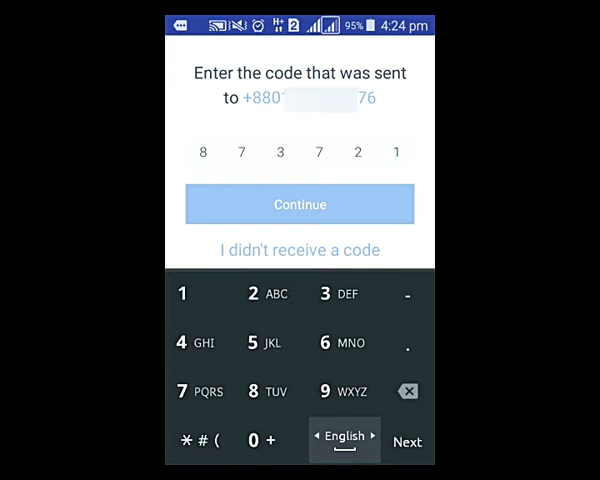 H+ 2 95% 4:24 pm
Enter the code that was sent
to +880 76
8 7 3 7 2 1
Continue
I didn't receive a code
1 2 ABC 3 DEF -
4 GHI 5 JKL 6 MNO .
7 PQRS 8 TUV 9 WXYZ
* # ( 0 + English Next